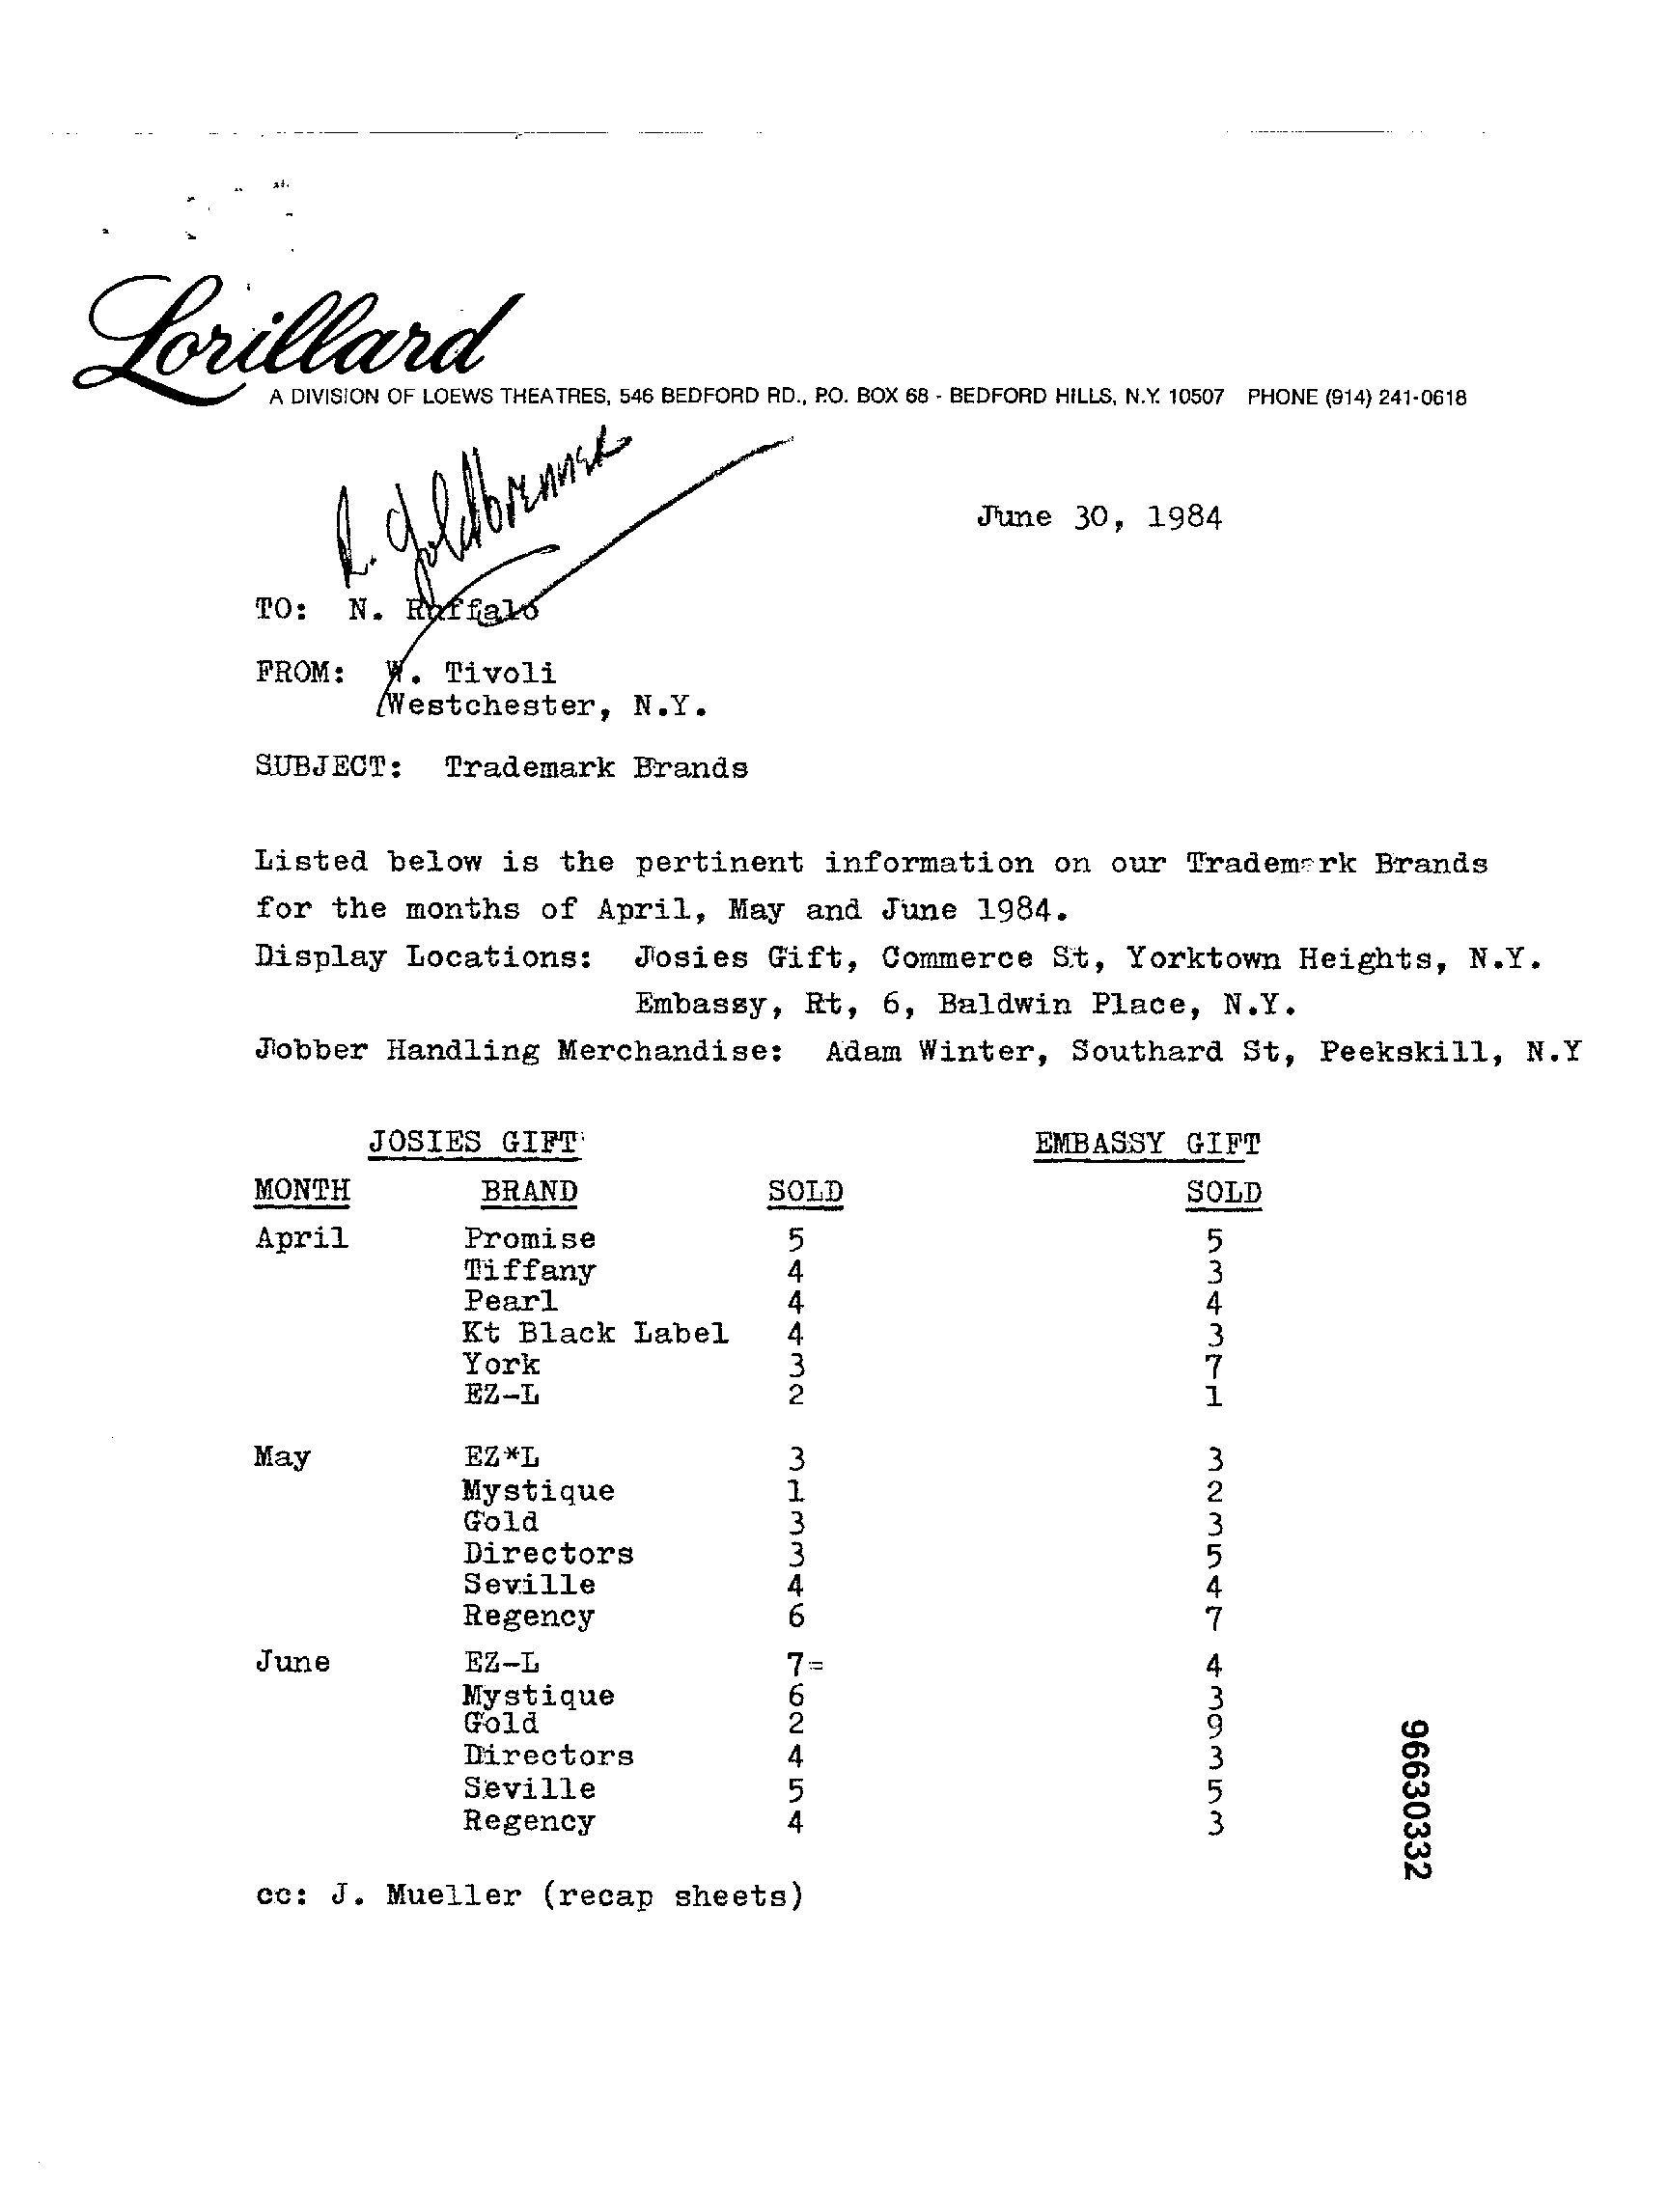 Lorillard
A DIVISION OF LOEWS THEATRES, 546 BEDFORD RD., P.O. BOX 68 - BEDFORD HILLS, N.Y. 10507 PHONE (914) 241-0618
R.
June 30, 1984
TO: N. Ruffalo
FROM: W. Tivoli
Westchester, N.Y.
SUBJECT: Trademark Brands
Listed below is the pertinent information on our Trademark Brands
for the months of April, May and June 1984.
Display Locations: Josies Gift, Commerce St, Yorktown Heights, N.Y.
Embassy, Rt, 6, Baldwin Place, N.Y.
Jobber Handling Merchandise: Adam Winter, Southard St, Peekskill, N.Y
JOSIES GIFT EMBASSY GIFT
MONTH BRAND SOLD SOLD
April Promise 5 5
Tiffany 4 3
Pearl 4 4
Kt Black Label 4 3
York 3 7
EZ-L 2 1
May EZ*L 3 3
Mystique 1 2
Gold 3 3
Directors 3 5
Seville 4 4
Regency 6 7
June EZ-L 7= 4
Mystique 6 3
Gold 2 9
Directors 4 3
Seville 5 5
Regency 4 3
cc: J. Mueller (recap sheets)
96630332